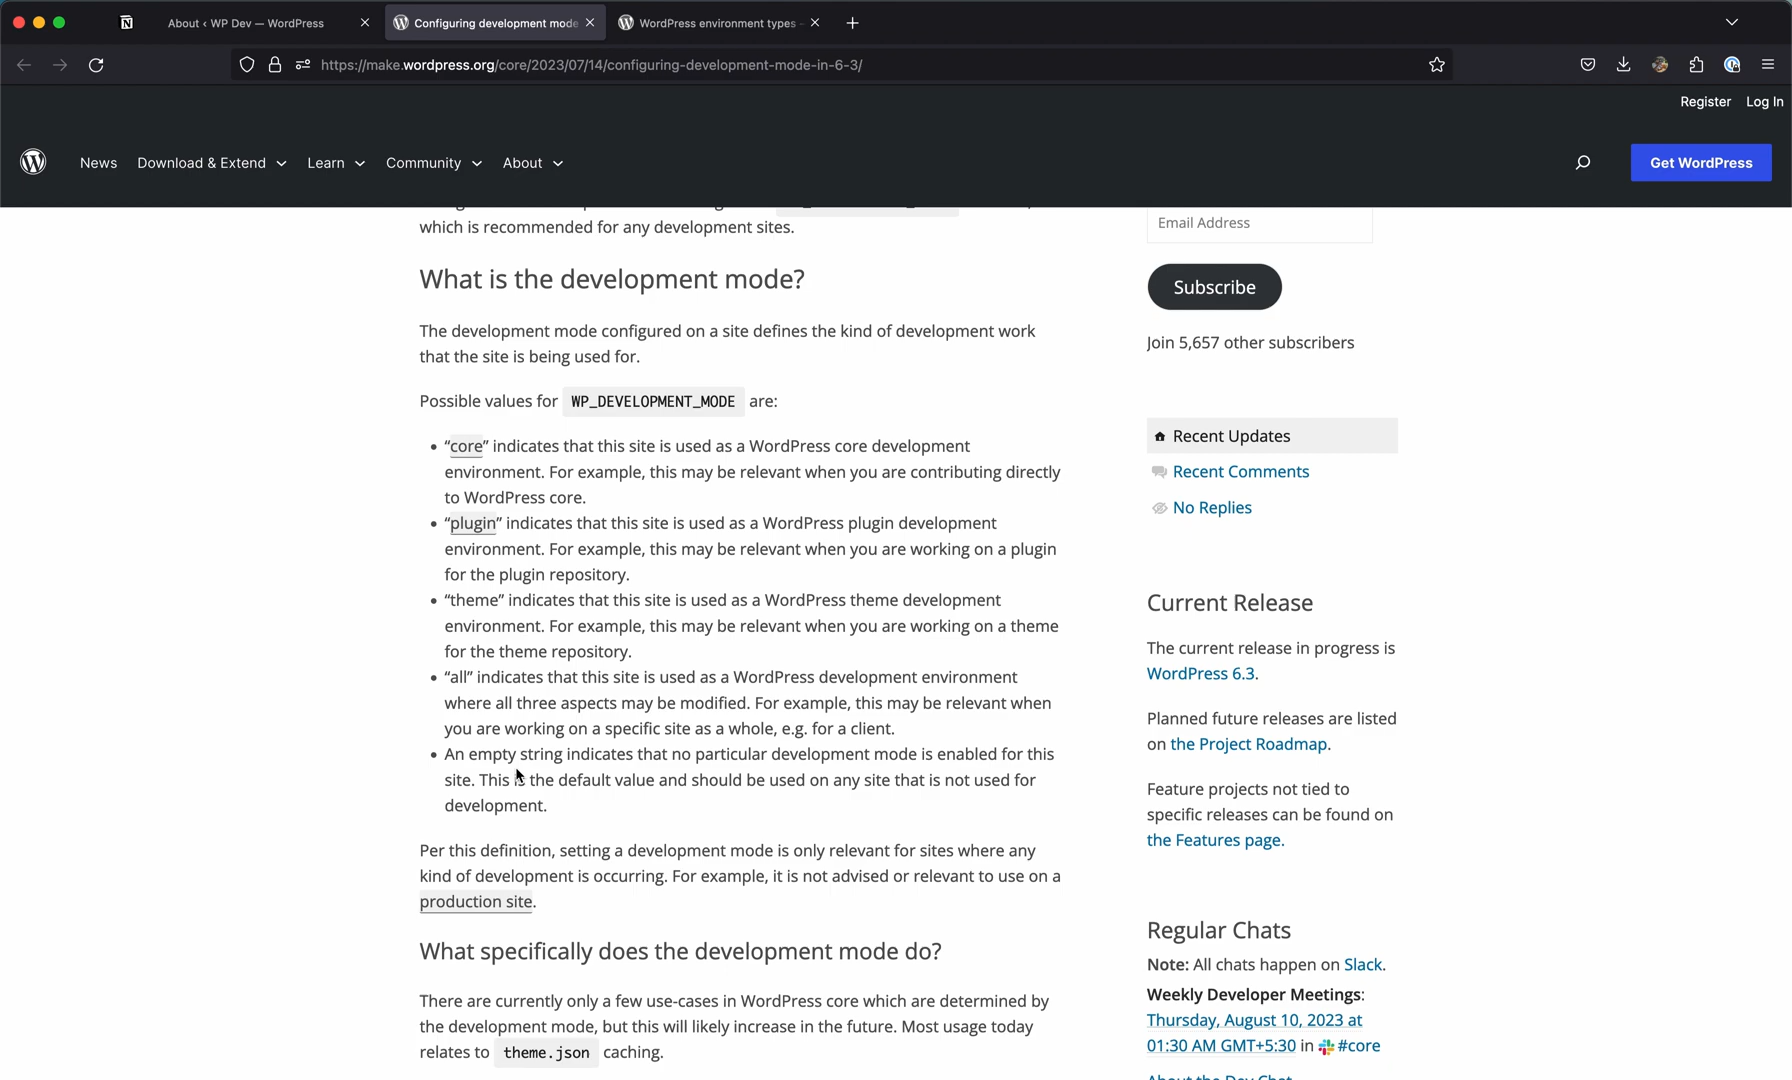 About ‹ WP Dev — WordPress
Configuring development mode
WordPress environment types -
https://make.wordpress.org/core/2023/07/14/configuring-development-mode-in-6-3/
Register Log In
News Download & Extend Learn Community About
Get WordPress
which is recommended for any development sites.
What is the development mode?
The development mode configured on a site defines the kind of development work
that the site is being used for.
Possible values for WP_DEVELOPMENT_MODE are:
• “core” indicates that this site is used as a WordPress core development
environment. For example, this may be relevant when you are contributing directly
to WordPress core.
• “plugin” indicates that this site is used as a WordPress plugin development
environment. For example, this may be relevant when you are working on a plugin
for the plugin repository.
• “theme” indicates that this site is used as a WordPress theme development
environment. For example, this may be relevant when you are working on a theme
for the theme repository.
• “all” indicates that this site is used as a WordPress development environment
where all three aspects may be modified. For example, this may be relevant when
you are working on a specific site as a whole, e.g. for a client.
• An empty string indicates that no particular development mode is enabled for this
site. This is the default value and should be used on any site that is not used for
development.
Per this definition, setting a development mode is only relevant for sites where any
kind of development is occurring. For example, it is not advised or relevant to use on a
production site.
What specifically does the development mode do?
There are currently only a few use-cases in WordPress core which are determined by
the development mode, but this will likely increase in the future. Most usage today
relates to theme.json caching.
Email Address
Subscribe
Join 5,657 other subscribers
Recent Updates
Recent Comments
No Replies
Current Release
The current release in progress is
WordPress 6.3.
Planned future releases are listed
on the Project Roadmap.
Feature projects not tied to
specific releases can be found on
the Features page.
Regular Chats
Note: All chats happen on Slack.
Weekly Developer Meetings:
Thursday, August 10, 2023 at
01:30 AM GMT+5:30 in #core
About the Dev Chat